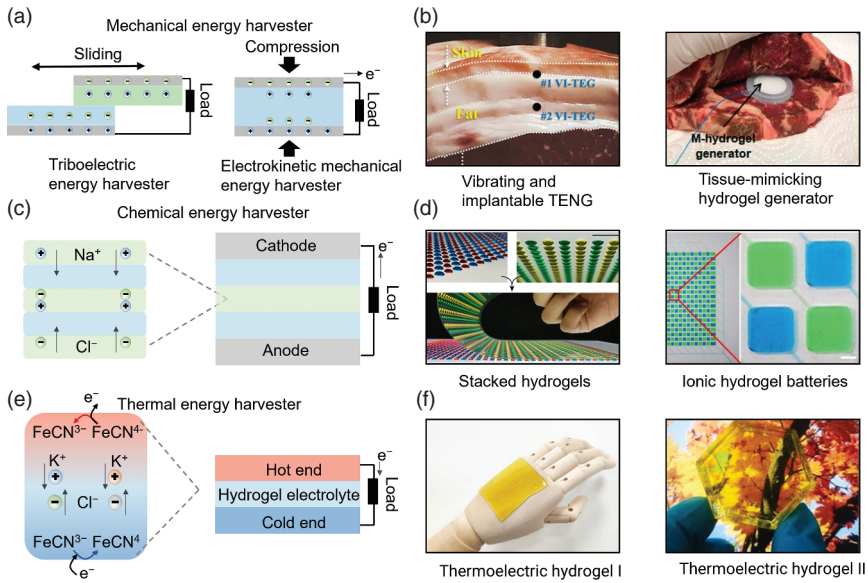 (a)
Mechanical energy harvester
Sliding
Compression
e−
Load
Load
Triboelectric
energy harvester
Electrokinetic mechanical
energy harvester
(b)
Skin
#1 VI-TEG
Fat
#2 VI-TEG
Vibrating and
implantable TENG
M-hydrogel
generator
Tissue-mimicking
hydrogel generator
(c)
Chemical energy harvester
Na+
Cl−
Cathode
Anode
e−
Load
(d)
Stacked hydrogels
Ionic hydrogel batteries
(e)
Thermal energy harvester
e−
FeCN3− FeCN4-
K+ K+
Cl−
FeCN3− FeCN4
e−
Hot end
Hydrogel electrolyte
Cold end
e−
Load
(f)
Thermoelectric hydrogel I
Thermoelectric hydrogel II